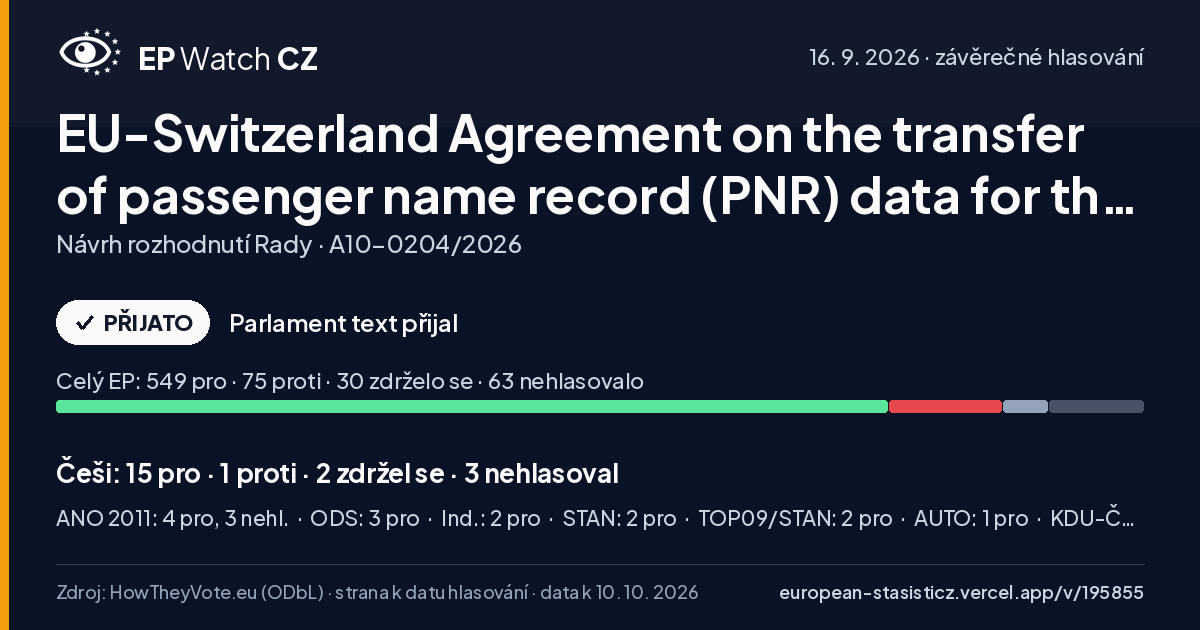 EP Watch CZ
16. 9. 2026 · závěrečné hlasování
EU-Switzerland Agreement on the transfer
of passenger name record (PNR) data for th…
Návrh rozhodnutí Rady · A10-0204/2026
✓ PŘIJATO
Parlament text přijal
Celý EP: 549 pro · 75 proti · 30 zdrželo se · 63 nehlasovalo
Češi: 15 pro · 1 proti · 2 zdržel se · 3 nehlasoval
ANO 2011: 4 pro, 3 nehl. · ODS: 3 pro · Ind.: 2 pro · STAN: 2 pro · TOP09/STAN: 2 pro · AUTO: 1 pro · KDU-Č…
Zdroj: HowTheyVote.eu (ODbL) · strana k datu hlasování · data k 10. 10. 2026
european-stasisticz.vercel.app/v/195855